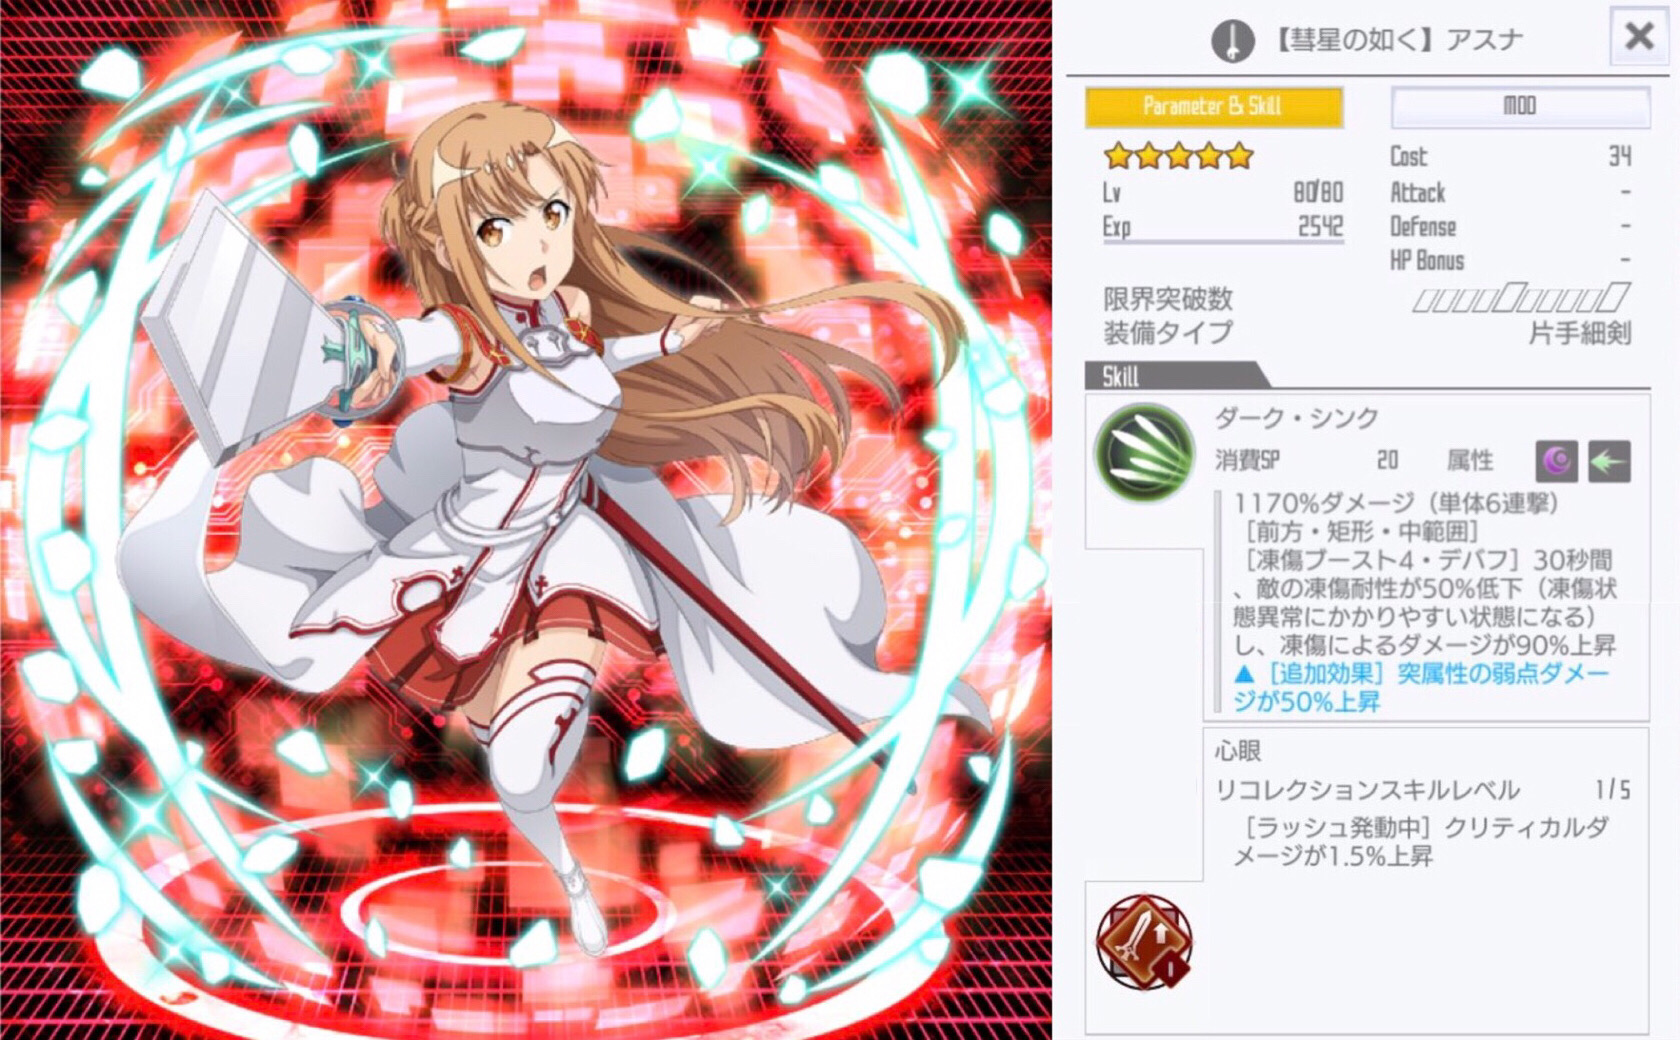 【彗星の如く】アスナ
Parameter & Skill
MOD
Lv 80/80
Exp 2542
Cost 34
Attack -
Defense -
HP Bonus -
限界突破数
装備タイプ 片手細剣
Skill
ダーク・シンク
消費SP 20 属性
1170%ダメージ（単体6連撃）
［前方・矩形・中範囲］
［凍傷ブースト4・デバフ］30秒間
、敵の凍傷耐性が50%低下（凍傷状
態異常にかかりやすい状態になる）
し、凍傷によるダメージが90%上昇
▲［追加効果］突属性の弱点ダメー
ジが50%上昇
心眼
リコレクションスキルレベル 1/5
［ラッシュ発動中］クリティカルダ
メージが1.5%上昇
I